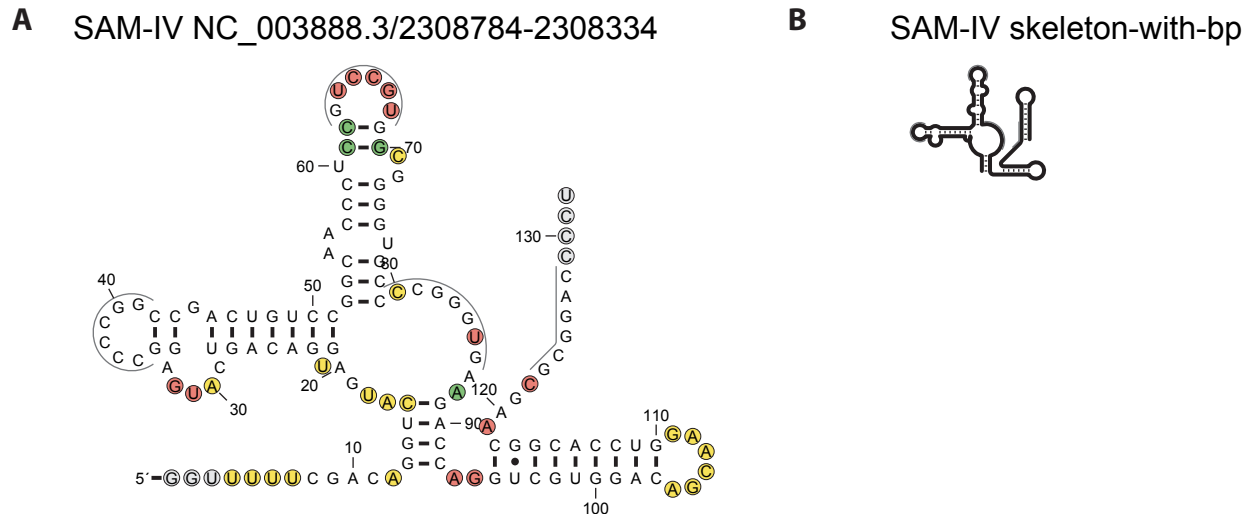 A SAM-IV NC_003888.3/2308784-2308334
B SAM-IV skeleton-with-bp
C C
U G
G U
C G
C G 70 C
60 U G
C G U
C G C
C G 130 C
A U C
A C G
G C 80 C
40 50 G C C C G G G
G G C C G A C U G U C C
C U
C C C G G U G A C A G U G G A
A C A
G U A 30 U 20 G
U A C G A 120
U A 90 A G C
G C C G G C A C C U G 110 G A A C G A
5´ G G U U U U U C G A 10 C A G C A G G U C G U G G A C
100